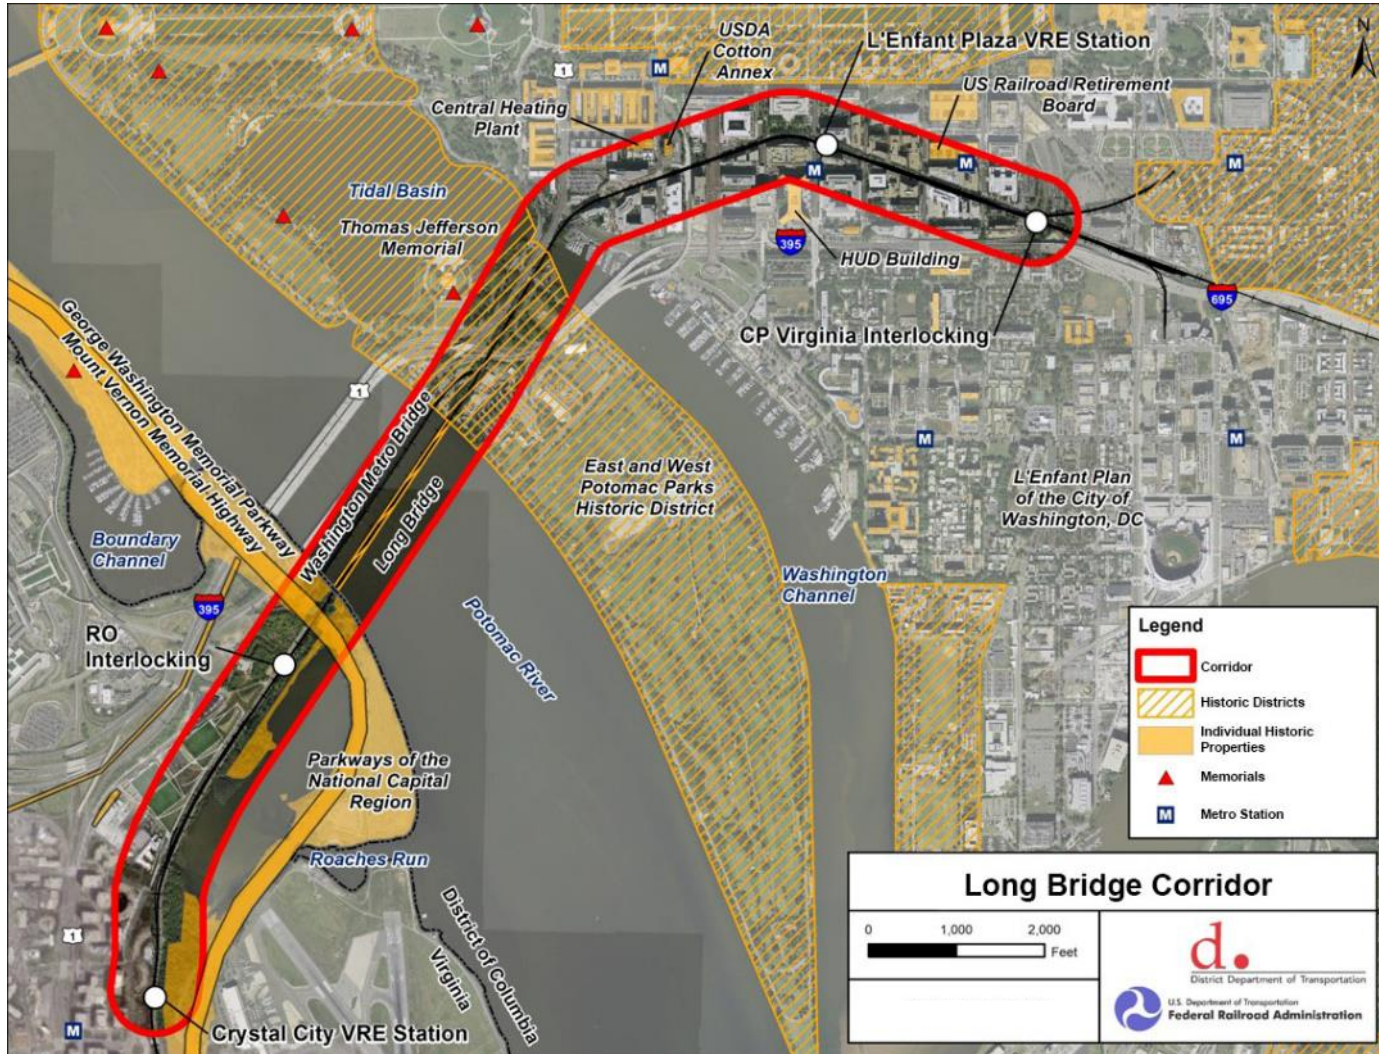 N
USDA
Cotton
Annex
L'Enfant Plaza VRE Station
1
M
US Railroad Retirement
Board
Central Heating
Plant
M
M
M
Tidal Basin
Thomas Jefferson
Memorial
395
HUD Building
695
CP Virginia Interlocking
George Washington Memorial Parkway
Mount Vernon Memorial Highway
1
Washington Metro Bridge
Long Bridge
M
M
East and West
Potomac Parks
Historic District
L'Enfant Plan
of the City of
Washington, DC
Boundary
Channel
Washington
Channel
395
Potomac River
RO
Interlocking
Parkways of the
National Capital
Region
Roaches Run
District of Columbia
Virginia
1
M
Crystal City VRE Station
Legend
Corridor
Historic Districts
Individual Historic
Properties
Memorials
M
Metro Station
Long Bridge Corridor
0 1,000 2,000
Feet
d.
District Department of Transportation
U.S. Department of Transportation
Federal Railroad Administration